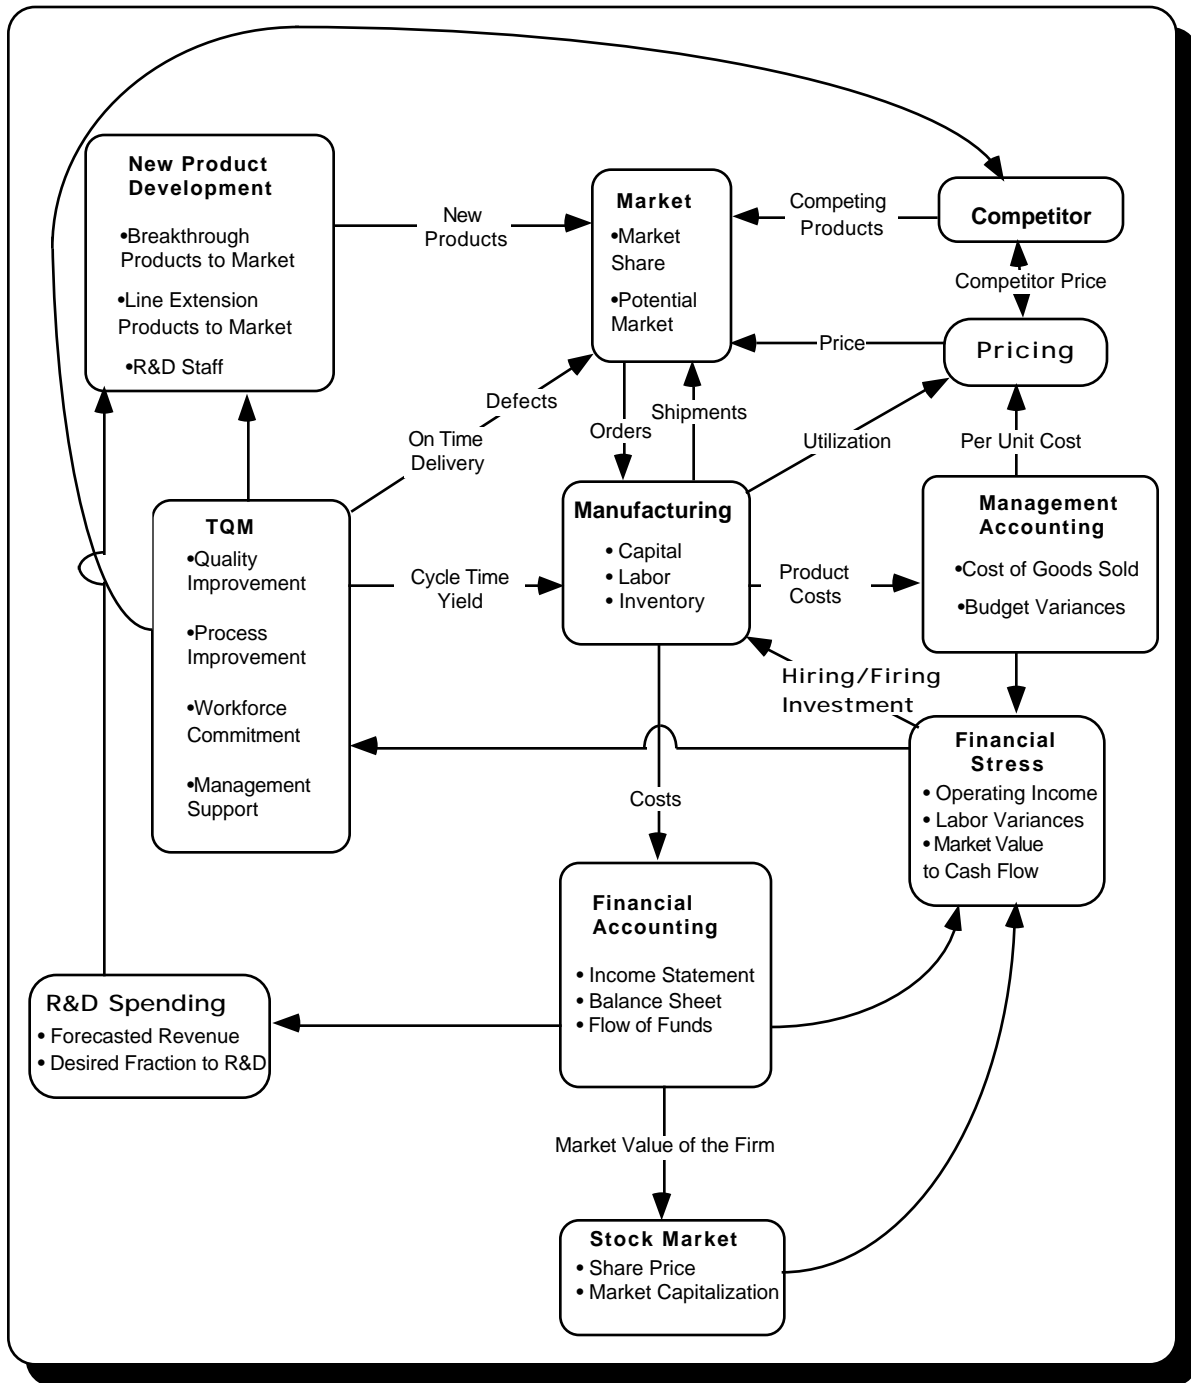 New Product
Development
•Breakthrough
Products to Market
•Line Extension
Products to Market
•R&D Staff
New
Products
Market
•Market
Share
•Potential
Market
Competing
Products
Competitor
Competitor Price
Price
Pricing
Defects
On Time
Delivery
Orders
Shipments
Utilization
Per Unit Cost
TQM
•Quality
Improvement
•Process
Improvement
•Workforce
Commitment
•Management
Support
Cycle Time
Yield
Manufacturing
• Capital
• Labor
• Inventory
Product
Costs
Management
Accounting
•Cost of Goods Sold
•Budget Variances
Hiring/Firing
Investment
Financial
Stress
• Operating Income
• Labor Variances
• Market Value
to Cash Flow
Costs
Financial
Accounting
• Income Statement
• Balance Sheet
• Flow of Funds
R&D Spending
• Forecasted Revenue
• Desired Fraction to R&D
Market Value of the Firm
Stock Market
• Share Price
• Market Capitalization